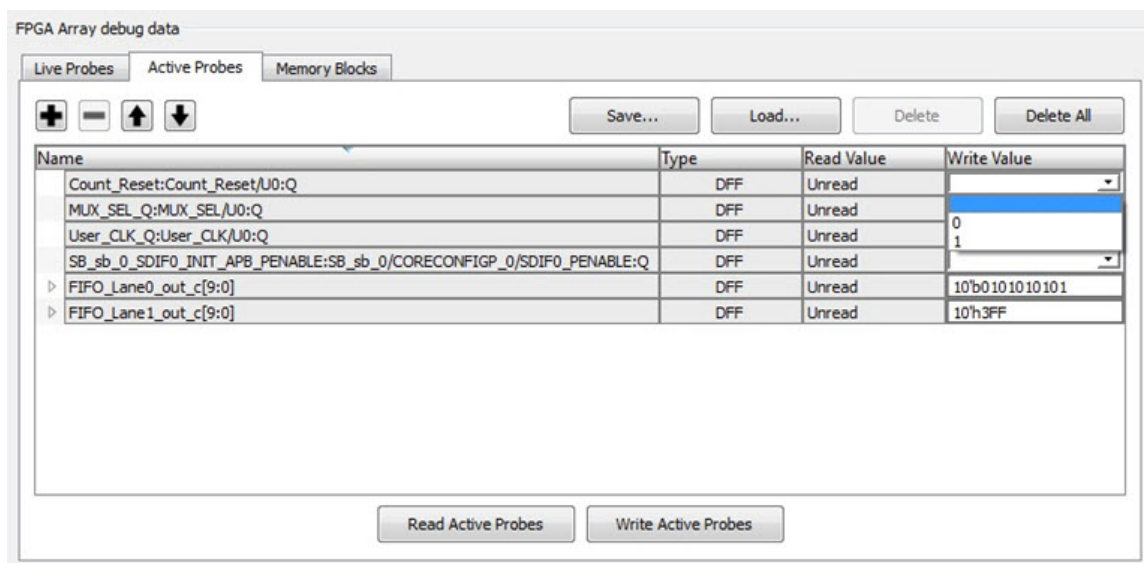 FPGA Array debug data
Live Probes Active Probes Memory Blocks
Save... Load... Delete Delete All
Name Type Read Value Write Value
Count_Reset:Count_Reset/U0:Q DFF Unread
MUX_SEL_Q:MUX_SEL/U0:Q DFF Unread
0
User_CLK_Q:User_CLK/U0:Q DFF Unread
1
SB_sb_0_SDIF0_INIT_APB_PENABLE:SB_sb_0/CORECONFIGP_0/SDIF0_PENABLE:Q DFF Unread
FIFO_Lane0_out_c[9:0] DFF Unread 10'b0101010101
FIFO_Lane1_out_c[9:0] DFF Unread 10'h3FF
Read Active Probes Write Active Probes